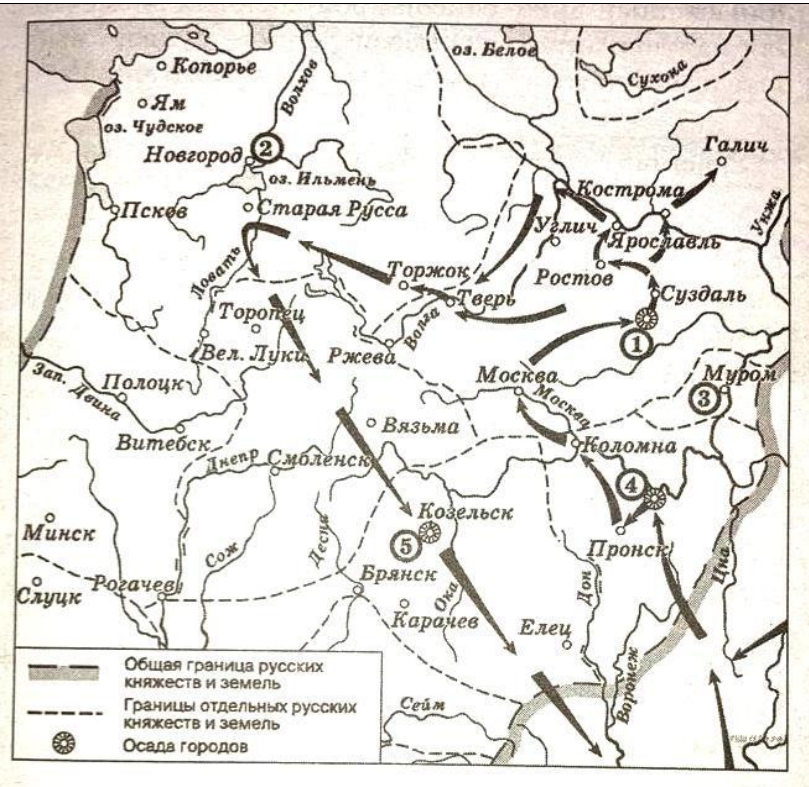 оз. Белое
Копорье
Сухона
Волхов
Ям
оз. Чудское
Новгород
2
Галич
оз. Ильмень
Кострома
Псков
Старая Русса
Углич
Ярославль
Унжа
Ловать
Торжок
Ростов
Тверь
Суздаль
Торопец
Волга
1
Вел. Луки
Ржева
Зап. Двина
Полоцк
Москва
Москва
Муром
3
Витебск
Вязьма
Коломна
Днепр
Смоленск
4
Козельск
5
Минск
Сож
Десна
Пронск
Цна
Слуцк
Рогачев
Брянск
Ока
Дон
Карачев
Елец
Воронеж
Сейм
Общая граница русских
княжеств и земель
Границы отдельных русских
княжеств и земель
Осада городов